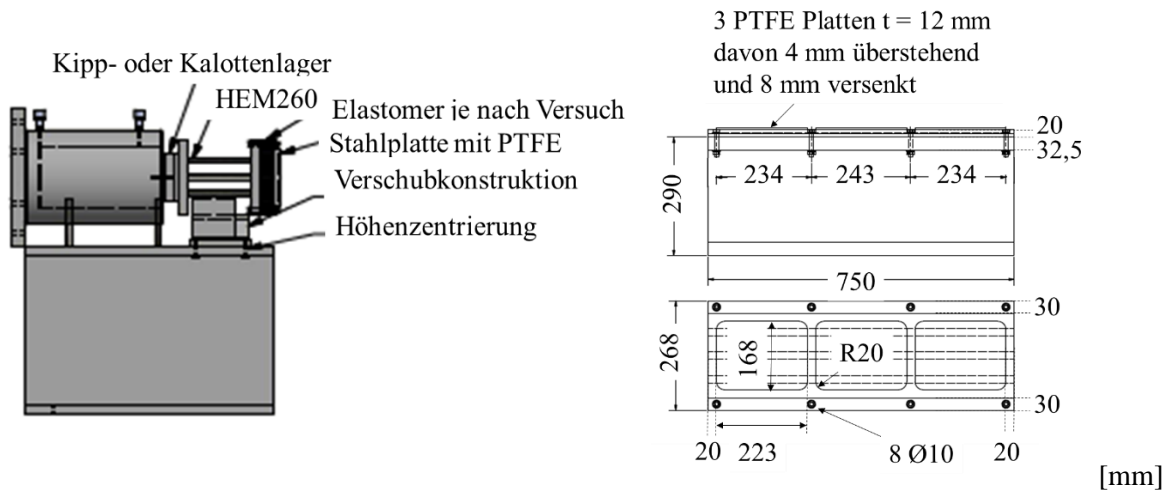 Kipp- oder Kalottenlager
HEM260
Elastomer je nach Versuch
Stahlplatte mit PTFE
Verschubkonstruktion
Höhenzentrierung
3 PTFE Platten t = 12 mm
davon 4 mm überstehend
und 8 mm versenkt
20
32,5
234
243
234
290
750
30
268
168
R20
30
20
223
8 Ø10
20
[mm]